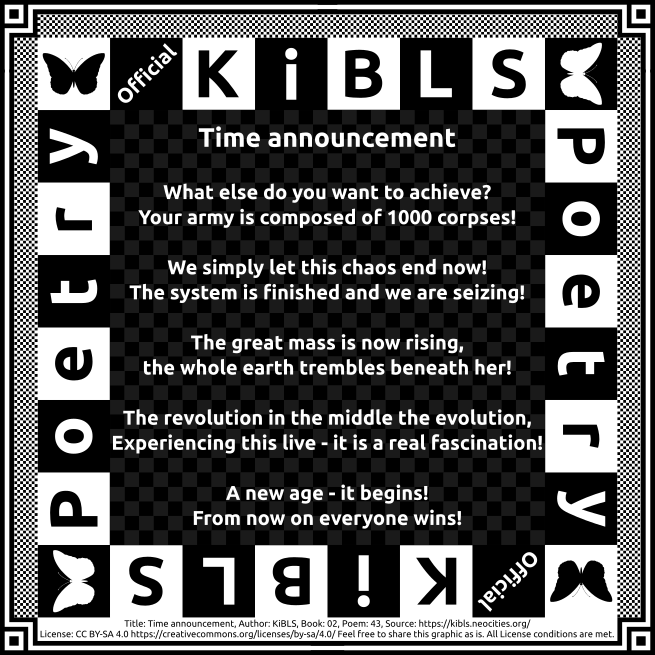 Official KiBLS
Poetry
Poetry
Time announcement
What else do you want to achieve?
Your army is composed of 1000 corpses!
We simply let this chaos end now!
The system is finished and we are seizing!
The great mass is now rising,
the whole earth trembles beneath her!
The revolution in the middle the evolution,
Experiencing this live - it is a real fascination!
A new age - it begins!
From now on everyone wins!
Official KiBLS
Title: Time announcement, Author: KiBLS, Book: 02, Poem: 43, Source: https://kibls.neocities.org/
License: CC BY-SA 4.0 https://creativecommons.org/licenses/by-sa/4.0/ Feel free to share this graphic as is. All License conditions are met.